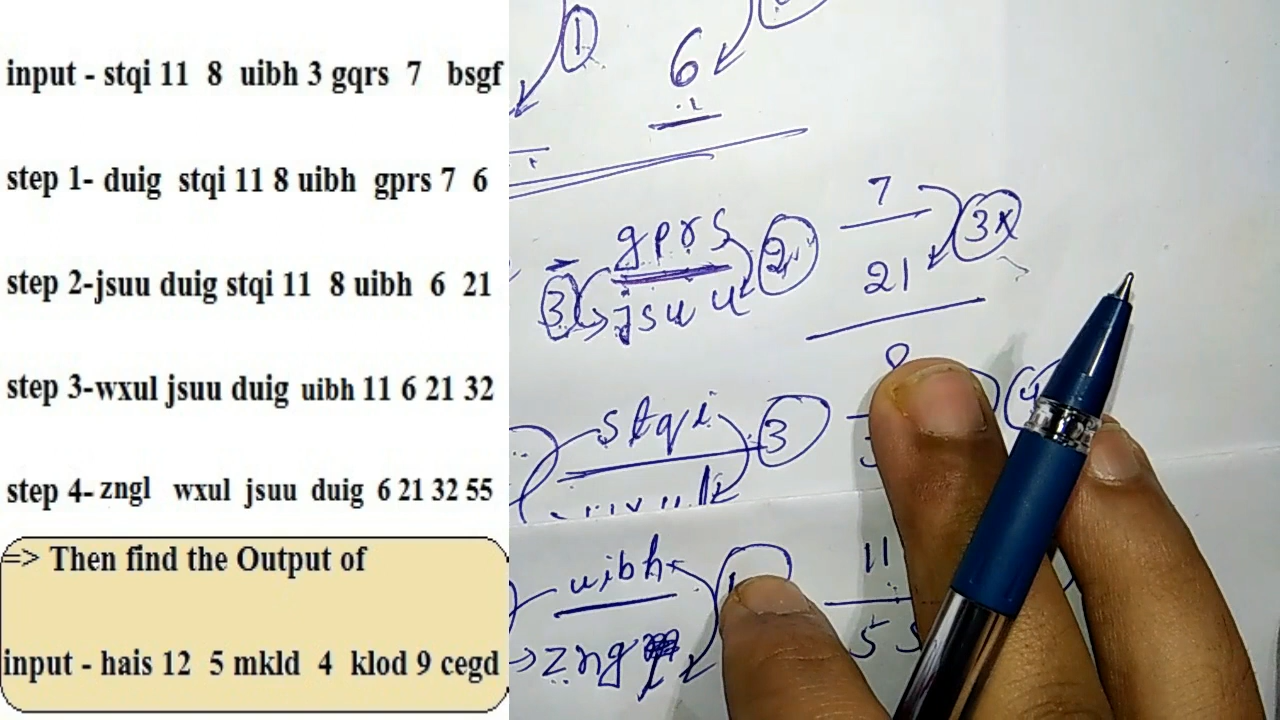 input - stqi 11 8 uibh 3 gqrs 7 bsgf
step 1- duig stqi 11 8 uibh gprs 7 6
step 2-jsuu duig stqi 11 8 uibh 6 21
step 3-wxul jsuu duig uibh 11 6 21 32
step 4- zngl wxul jsuu duig 6 21 32 55
=> Then find the Output of
input - hais 12 5 mkld 4 klod 9 cegd
1
6
gprs 2 7 3x
3 jsuu 21
stqi 3 8 4
uibh 11
zng 55